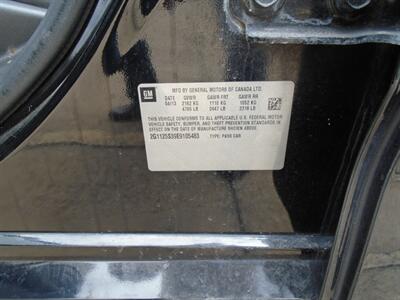 GM
MFD BY GENERAL MOTORS OF CANADA LTD.
DATE GVWR GAWR FRT GAWR RR
04/13 2162 KG 1110 KG 1052 KG
4766 LB 2447 LB 2319 LB
THIS VEHICLE CONFORMS TO ALL APPLICABLE
U.S. FEDERAL MOTOR VEHICLE
SAFETY, BUMPER, AND THEFT PREVENTION STANDARDS IN EFFECT
ON THE DATE OF MANUFACTURE SHOWN ABOVE.
2G1125S39E9105483 TYPE: PASS CAR